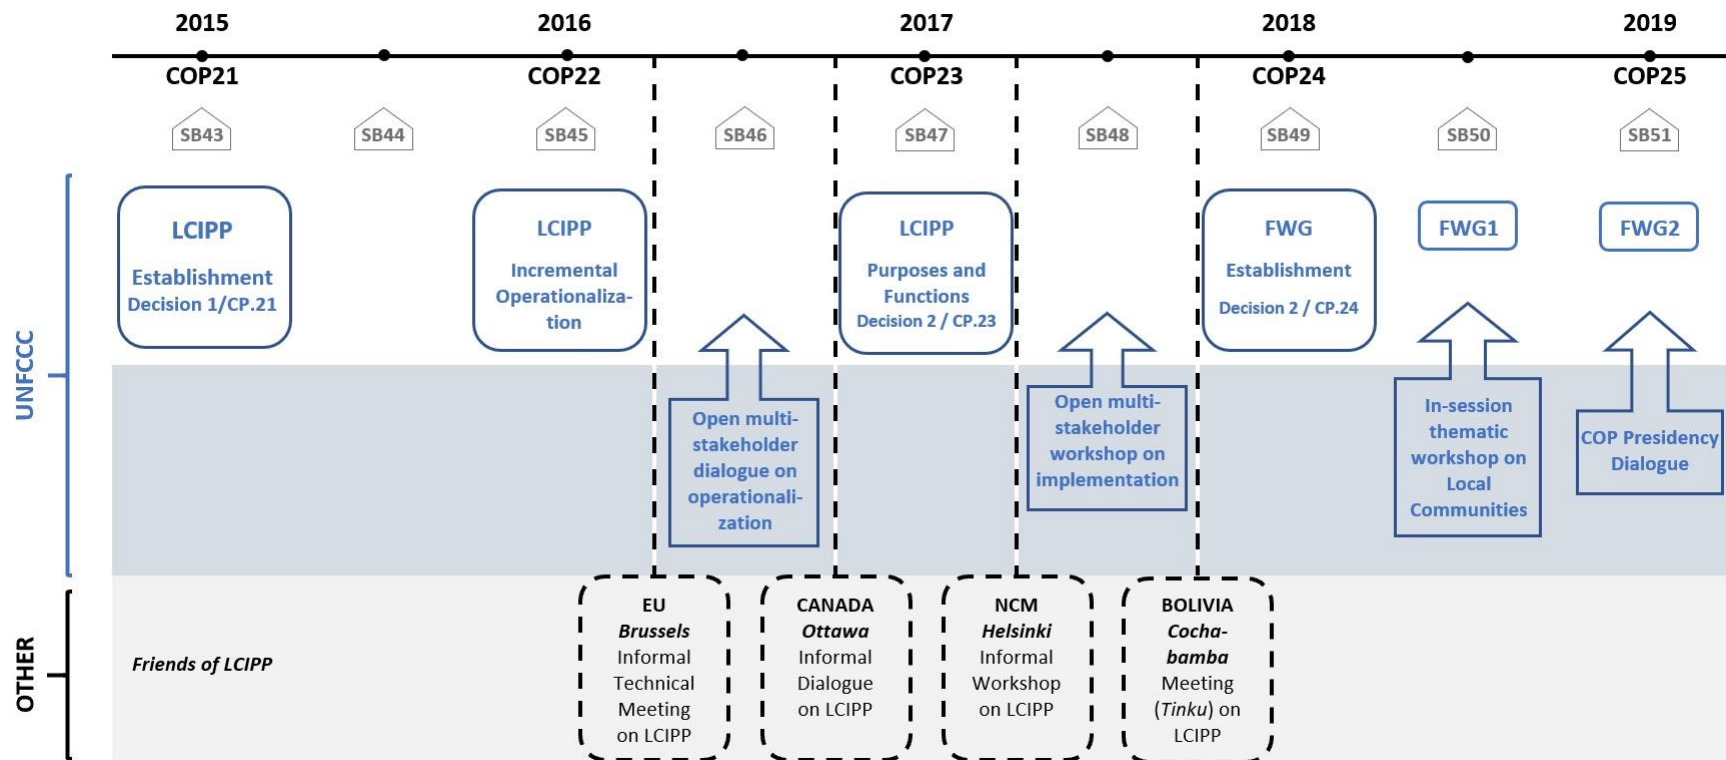 2015 2016 2017 2018 2019
COP21 COP22 COP23 COP24 COP25
SB43 SB44 SB45 SB46 SB47 SB48 SB49 SB50 SB51
UNFCCC
LCIPP
Establishment
Decision 1/CP.21
LCIPP
Incremental
Operationaliza-
tion
LCIPP
Purposes and
Functions
Decision 2 / CP.23
FWG
Establishment
Decision 2 / CP.24
FWG1
FWG2
Open multi-
stakeholder
dialogue on
operationali-
zation
Open multi-
stakeholder
workshop on
implementation
In-session
thematic
workshop on
Local
Communities
COP Presidency
Dialogue
OTHER
Friends of LCIPP
EU
Brussels
Informal
Technical
Meeting
on LCIPP
CANADA
Ottawa
Informal
Dialogue
on LCIPP
NCM
Helsinki
Informal
Workshop
on LCIPP
BOLIVIA
Cocha-
bamba
Meeting
(Tinku) on
LCIPP